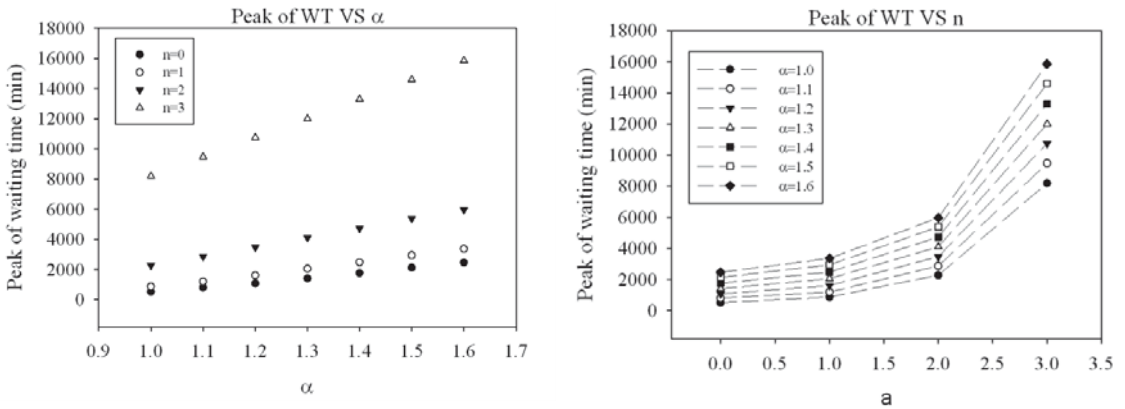 Peak of WT VS α
18000
16000
14000
12000
10000
8000
6000
4000
2000
0
Peak of waiting time (min)
n=0
n=1
n=2
n=3
0.9 1.0 1.1 1.2 1.3 1.4 1.5 1.6 1.7
α
Peak of WT VS n
18000
16000
14000
12000
10000
8000
6000
4000
2000
0
Peak of waiting time (min)
α=1.0
α=1.1
α=1.2
α=1.3
α=1.4
α=1.5
α=1.6
0.0 0.5 1.0 1.5 2.0 2.5 3.0 3.5
a